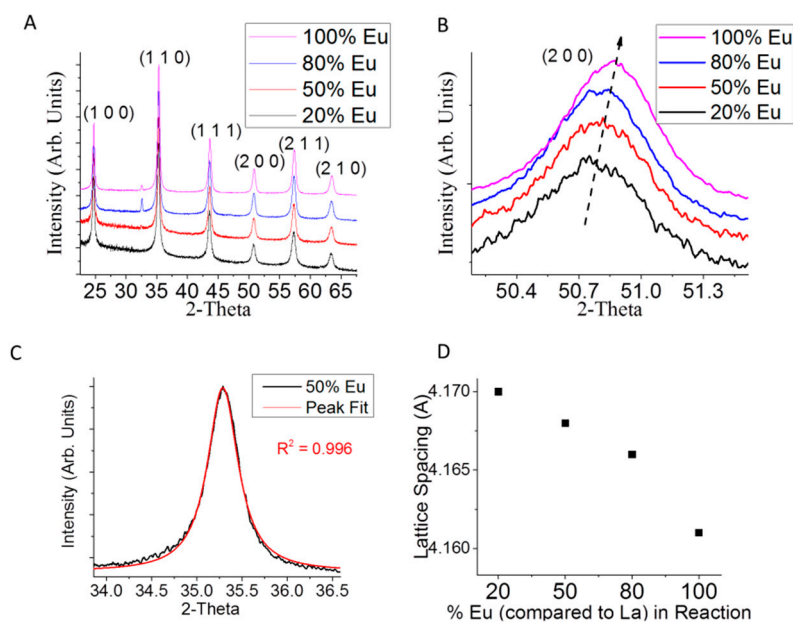 A
100% Eu
80% Eu
50% Eu
20% Eu
(1 0 0)
(1 1 0)
(1 1 1)
(2 0 0)
(2 1 1)
(2 1 0)
Intensity (Arb. Units)
25 30 35 40 45 50 55 60 65
2-Theta
B
(2 0 0)
100% Eu
80% Eu
50% Eu
20% Eu
Intensity (Arb. Units)
50.4 50.7 51.0 51.3
2-Theta
C
50% Eu
Peak Fit
R² = 0.996
Intensity (Arb. Units)
34.0 34.5 35.0 35.5 36.0 36.5
2-Theta
D
4.170
4.165
4.160
Lattice Spacing (A)
20 50 80 100
% Eu (compared to La) in Reaction